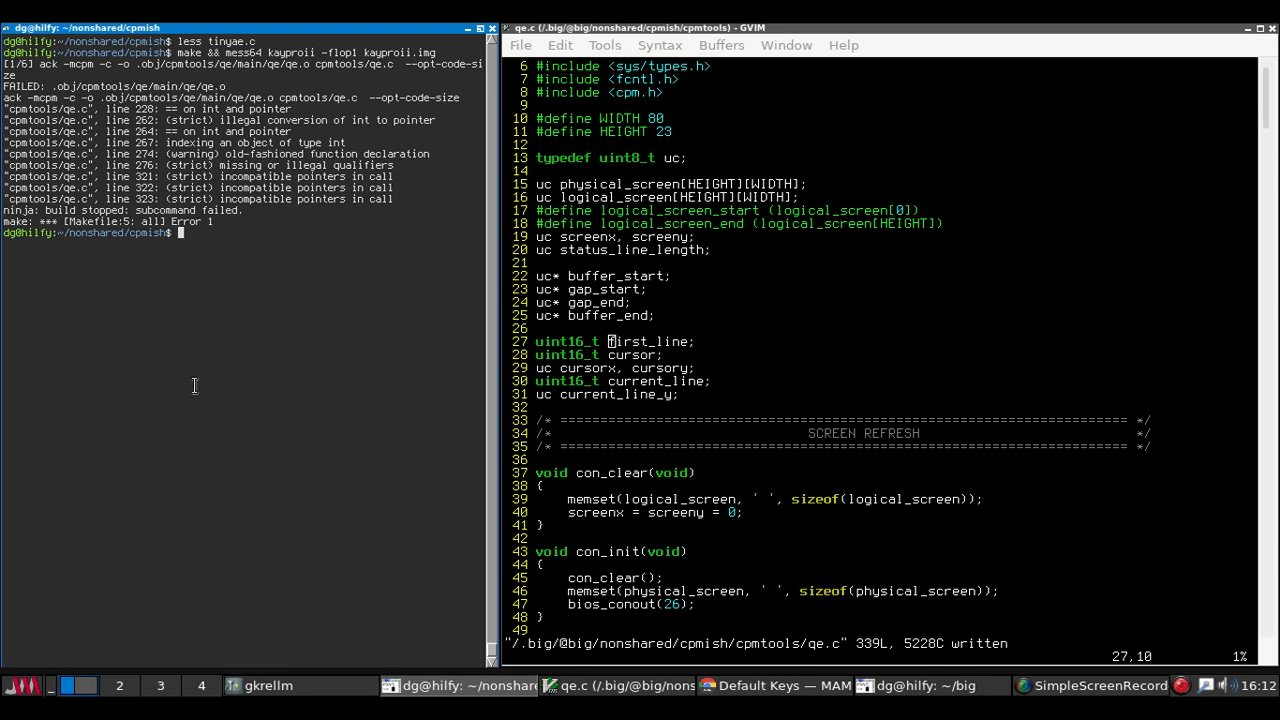 dg@hilfy: ~/nonshared/cpmish
dg@hilfy:~/nonshared/cpmish$ less tinyae.c
dg@hilfy:~/nonshared/cpmish$ make && mess64 kayproii -flop1 kayproii.img
[1/6] ack -mcpm -c -o .obj/cpmtools/qe/main/qe/qe.o cpmtools/qe.c  --opt-code-si
ze
FAILED: .obj/cpmtools/qe/main/qe/qe.o
ack -mcpm -c -o .obj/cpmtools/qe/main/qe/qe.o cpmtools/qe.c  --opt-code-size
"cpmtools/qe.c", line 228: == on int and pointer
"cpmtools/qe.c", line 262: (strict) illegal conversion of int to pointer
"cpmtools/qe.c", line 264: == on int and pointer
"cpmtools/qe.c", line 267: indexing an object of type int
"cpmtools/qe.c", line 274: (warning) old-fashioned function declaration
"cpmtools/qe.c", line 276: (strict) missing or illegal qualifiers
"cpmtools/qe.c", line 321: (strict) incompatible pointers in call
"cpmtools/qe.c", line 322: (strict) incompatible pointers in call
"cpmtools/qe.c", line 323: (strict) incompatible pointers in call
ninja: build stopped: subcommand failed.
make: *** [Makefile:5: all] Error 1
dg@hilfy:~/nonshared/cpmish$
qe.c (/.big/@big/nonshared/cpmish/cpmtools) - GVIM
File Edit Tools Syntax Buffers Window Help
6 #include <sys/types.h>
7 #include <fcntl.h>
8 #include <cpm.h>
9
10 #define WIDTH 80
11 #define HEIGHT 23
12
13 typedef uint8_t uc;
14
15 uc physical_screen[HEIGHT][WIDTH];
16 uc logical_screen[HEIGHT][WIDTH];
17 #define logical_screen_start (logical_screen[0])
18 #define logical_screen_end (logical_screen[HEIGHT])
19 uc screenx, screeny;
20 uc status_line_length;
21
22 uc* buffer_start;
23 uc* gap_start;
24 uc* gap_end;
25 uc* buffer_end;
26
27 uint16_t first_line;
28 uint16_t cursor;
29 uc cursorx, cursory;
30 uint16_t current_line;
31 uc current_line_y;
32
33 /* ======================================================================= */
34 /*                                SCREEN REFRESH                           */
35 /* ======================================================================= */
36
37 void con_clear(void)
38 {
39     memset(logical_screen, ' ', sizeof(logical_screen));
40     screenx = screeny = 0;
41 }
42
43 void con_init(void)
44 {
45     con_clear();
46     memset(physical_screen, ' ', sizeof(physical_screen));
47     bios_conout(26);
48 }
49
"/.big/@big/nonshared/cpmish/cpmtools/qe.c" 339L, 5228C written
27,10 1%
2 3 4 gkrellm dg@hilfy: ~/nonshare qe.c (/.big/@big/nons Default Keys — MAM dg@hilfy: ~/big SimpleScreenRecord 16:12